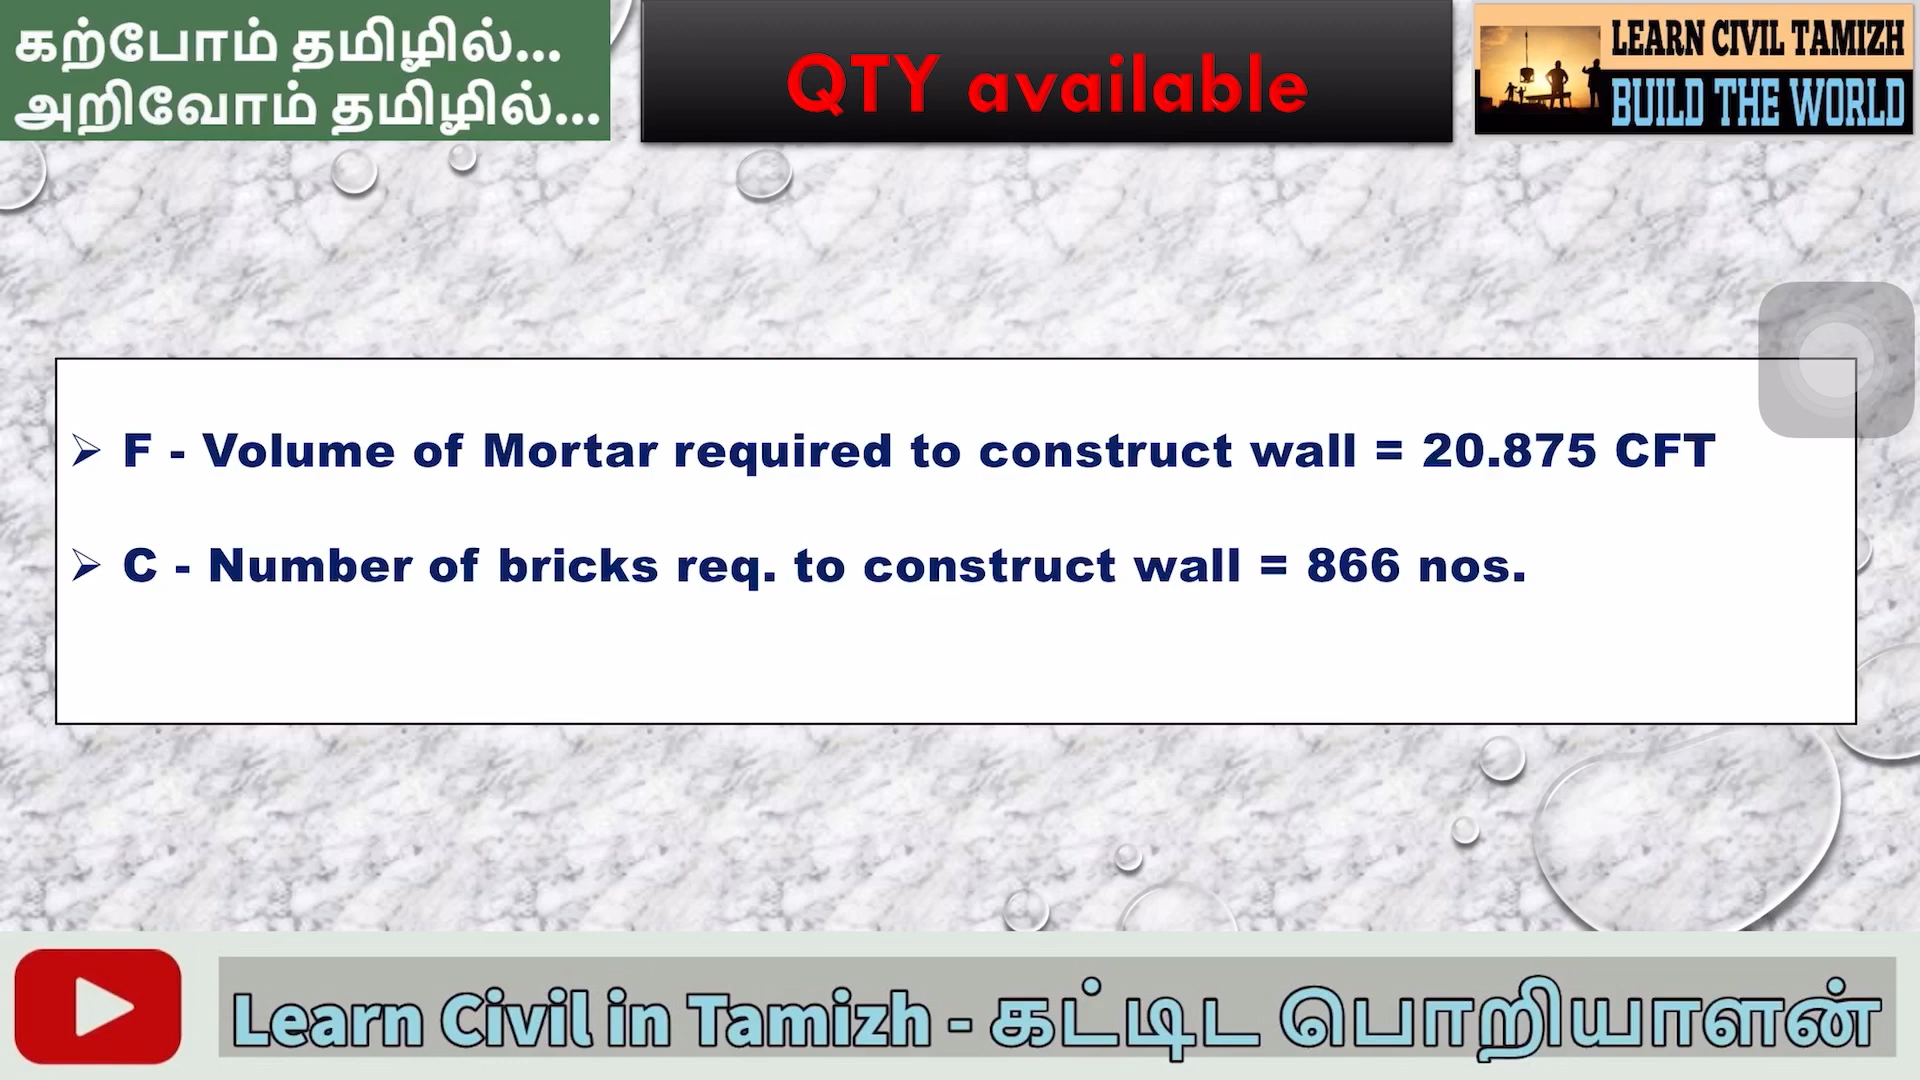 கற்போம் தமிழில்...
அறிவோம் தமிழில்...
QTY available
LEARN CIVIL TAMIZH
BUILD THE WORLD
➢ F - Volume of Mortar required to construct wall = 20.875 CFT
➢ C - Number of bricks req. to construct wall = 866 nos.
Learn Civil in Tamizh - கட்டிட பொறியாளன்